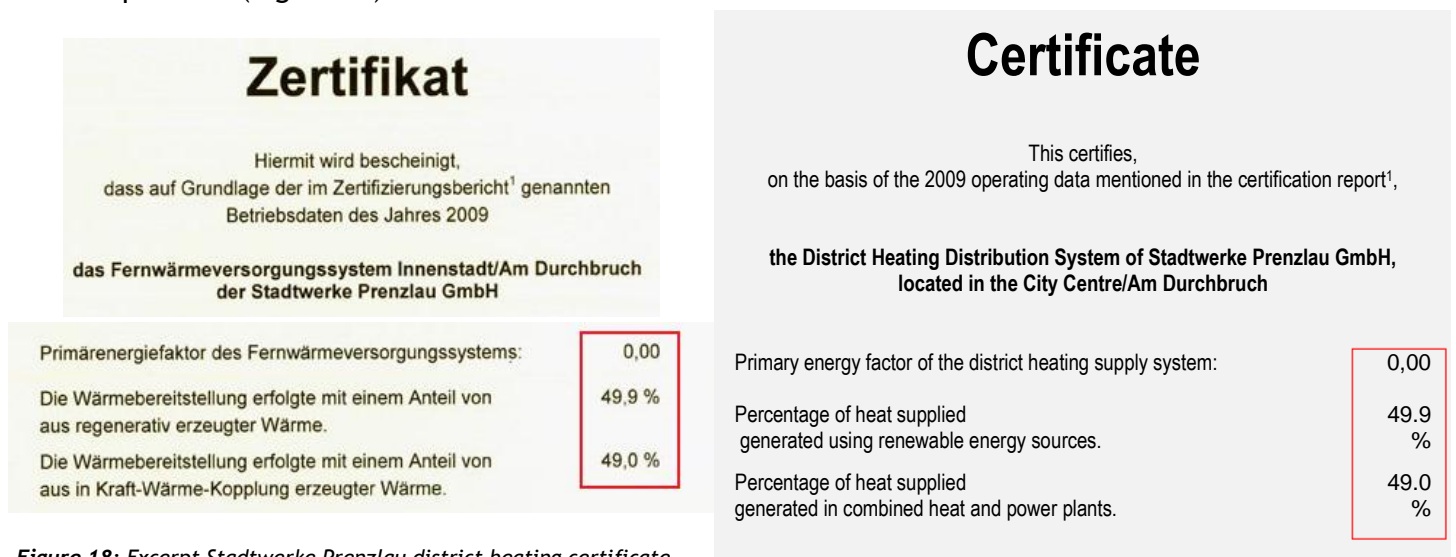 Zertifikat
Hiermit wird bescheinigt,
dass auf Grundlage der im Zertifizierungsbericht¹ genannten
Betriebsdaten des Jahres 2009
das Fernwärmeversorgungssystem Innenstadt/Am Durchbruch
der Stadtwerke Prenzlau GmbH
Primärenergiefaktor des Fernwärmeversorgungssystems: 0,00
Die Wärmebereitstellung erfolgte mit einem Anteil von 49,9 %
aus regenerativ erzeugter Wärme.
Die Wärmebereitstellung erfolgte mit einem Anteil von 49,0 %
aus in Kraft-Wärme-Kopplung erzeugter Wärme.
Figure 18: Excerpt Stadtwerke Prenzlau district heating certificate
Certificate
This certifies,
on the basis of the 2009 operating data mentioned in the certification report¹,
the District Heating Distribution System of Stadtwerke Prenzlau GmbH,
located in the City Centre/Am Durchbruch
Primary energy factor of the district heating supply system: 0,00
Percentage of heat supplied 49.9
generated using renewable energy sources. %
Percentage of heat supplied 49.0
generated in combined heat and power plants. %